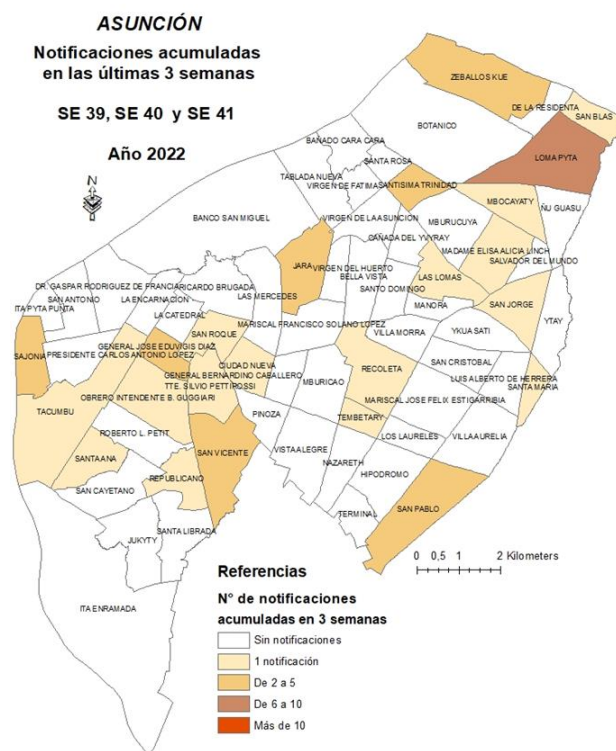 ASUNCIÓN
Notificaciones acumuladas
en las últimas 3 semanas
SE 39, SE 40 y SE 41
Año 2022
N
ZEBALLOS KUE
DE LA RESIDENTA
SAN BLAS
BOTANICO
LOMA PYTA
BAÑADO CARA CARA
SANTA ROSA
TABLADA NUEVA
VIRGEN DE FATIMA
SANTISIMA TRINIDAD
MBOCAYATY
ÑU GUASU
BANCO SAN MIGUEL
VIRGEN DE LA ASUNCION
MBURUCUYA
CAÑADA DEL YVYRAY
MADAME ELISA ALICIA LINCH
SALVADOR DEL MUNDO
JARA
VIRGEN DEL HUERTO
BELLA VISTA
LAS LOMAS
DR. GASPAR RODRIGUEZ DE FRANCIA
RICARDO BRUGADA
SANTO DOMINGO
SAN ANTONIO
LA ENCARNACION
LAS MERCEDES
MANORA
SAN JORGE
ITA PYTA PUNTA
LA CATEDRAL
MARISCAL FRANCISCO SOLANO LOPEZ
YTAY
SAN ROQUE
VILLA MORRA
YKUA SATI
GENERAL JOSE EDUVIGIS DIAZ
SAJONIA
PRESIDENTE CARLOS ANTONIO LOPEZ
CIUDAD NUEVA
SAN CRISTOBAL
RECOLETA
GENERAL BERNARDINO CABALLERO
MBURICAO
LUIS ALBERTO DE HERRERA
SANTA MARIA
TTE. SILVIO PETTIROSSI
TACUMBU
OBRERO INTENDENTE B. GUGGIARI
MARISCAL JOSE FELIX ESTIGARRIBIA
PINOZA
TEMBETARY
ROBERTO L. PETIT
LOS LAURELES
VILLA AURELIA
SAN VICENTE
VISTA ALEGRE
SANTA ANA
NAZARETH
HIPODROMO
REPUBLICANO
SAN CAYETANO
SAN PABLO
TERMINAL
SANTA LIBRADA
JUKYTY
0 0,5 1 2 Kilometers
ITA ENRAMADA
Referencias
N° de notificaciones
acumuladas en 3 semanas
Sin notificaciones
1 notificación
De 2 a 5
De 6 a 10
Más de 10